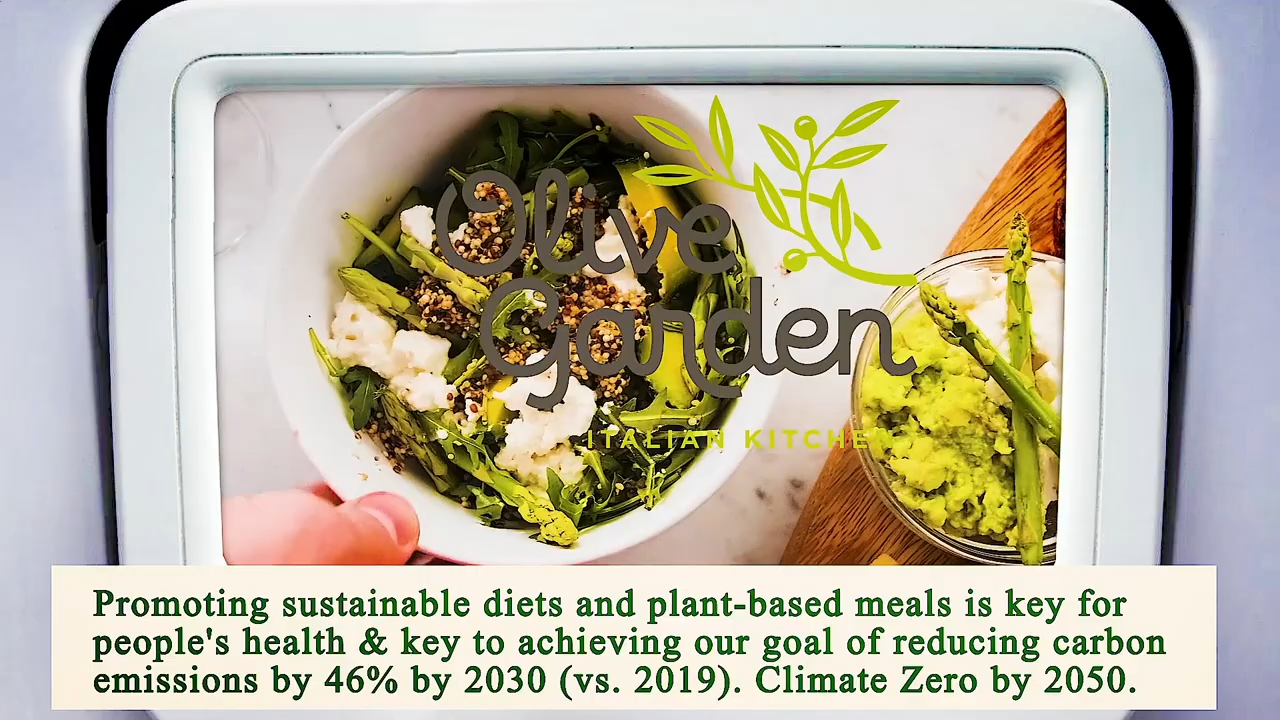 Olive
Garden
ITALIAN KITCHEN
Promoting sustainable diets and plant-based meals is key for
people's health & key to achieving our goal of reducing carbon
emissions by 46% by 2030 (vs. 2019). Climate Zero by 2050.